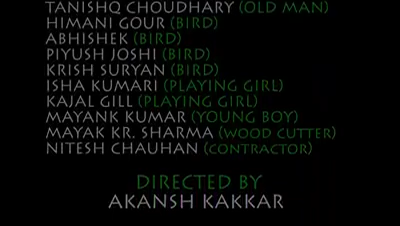 TANISHQ CHOUDHARY (OLD MAN)
HIMANI GOUR (BIRD)
ABHISHEK (BIRD)
PIYUSH JOSHI (BIRD)
KRISH SURYAN (BIRD)
ISHA KUMARI (PLAYING GIRL)
KAJAL GILL (PLAYING GIRL)
MAYANK KUMAR (YOUNG BOY)
MAYAK KR. SHARMA (WOOD CUTTER)
NITESH CHAUHAN (CONTRACTOR)
DIRECTED BY
AKANSH KAKKAR